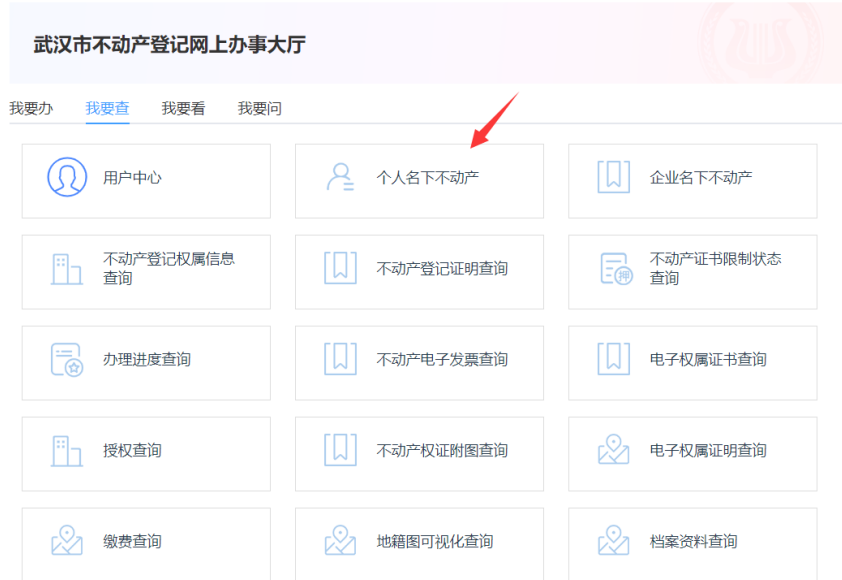 武汉市不动产登记网上办事大厅
我要办 我要查 我要看 我要问
用户中心
个人名下不动产
企业名下不动产
不动产登记权属信息
查询
不动产登记证明查询
不动产证书限制状态
查询
押
办理进度查询
不动产电子发票查询
电子权属证书查询
授权查询
不动产权证附图查询
电子权属证明查询
缴费查询
地籍图可视化查询
档案资料查询